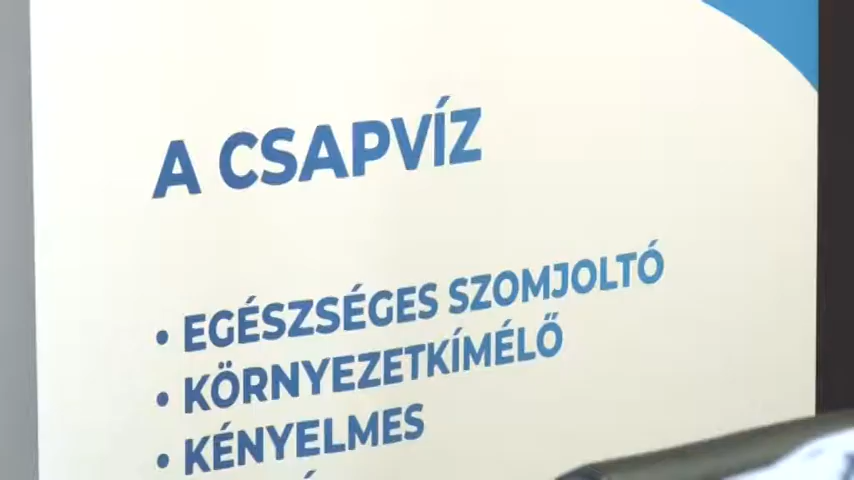 A CSAPVÍZ
• EGÉSZSÉGES SZOMJOLTÓ
• KÖRNYEZETKÍMÉLŐ
• KÉNYELMES